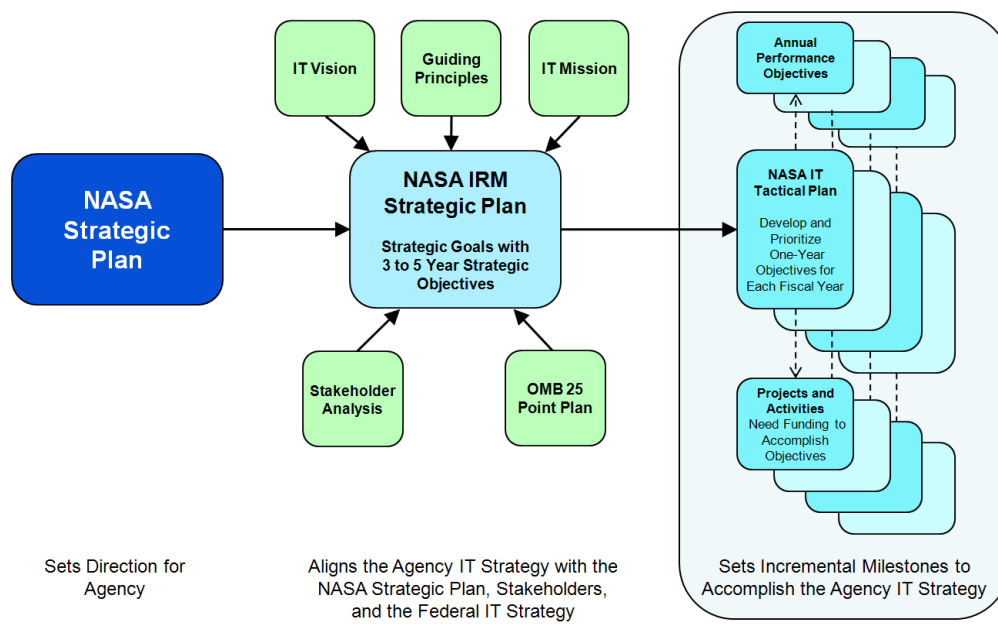 IT Vision
Guiding
Principles
IT Mission
Annual
Performance
Objectives
NASA
Strategic
Plan
NASA IRM
Strategic Plan
Strategic Goals with
3 to 5 Year Strategic
Objectives
NASA IT
Tactical Plan
Develop and
Prioritize
One-Year
Objectives for
Each Fiscal Year
Stakeholder
Analysis
OMB 25
Point Plan
Projects and
Activities
Need Funding to
Accomplish
Objectives
Sets Direction for
Agency
Aligns the Agency IT Strategy with the
NASA Strategic Plan, Stakeholders,
and the Federal IT Strategy
Sets Incremental Milestones to
Accomplish the Agency IT Strategy